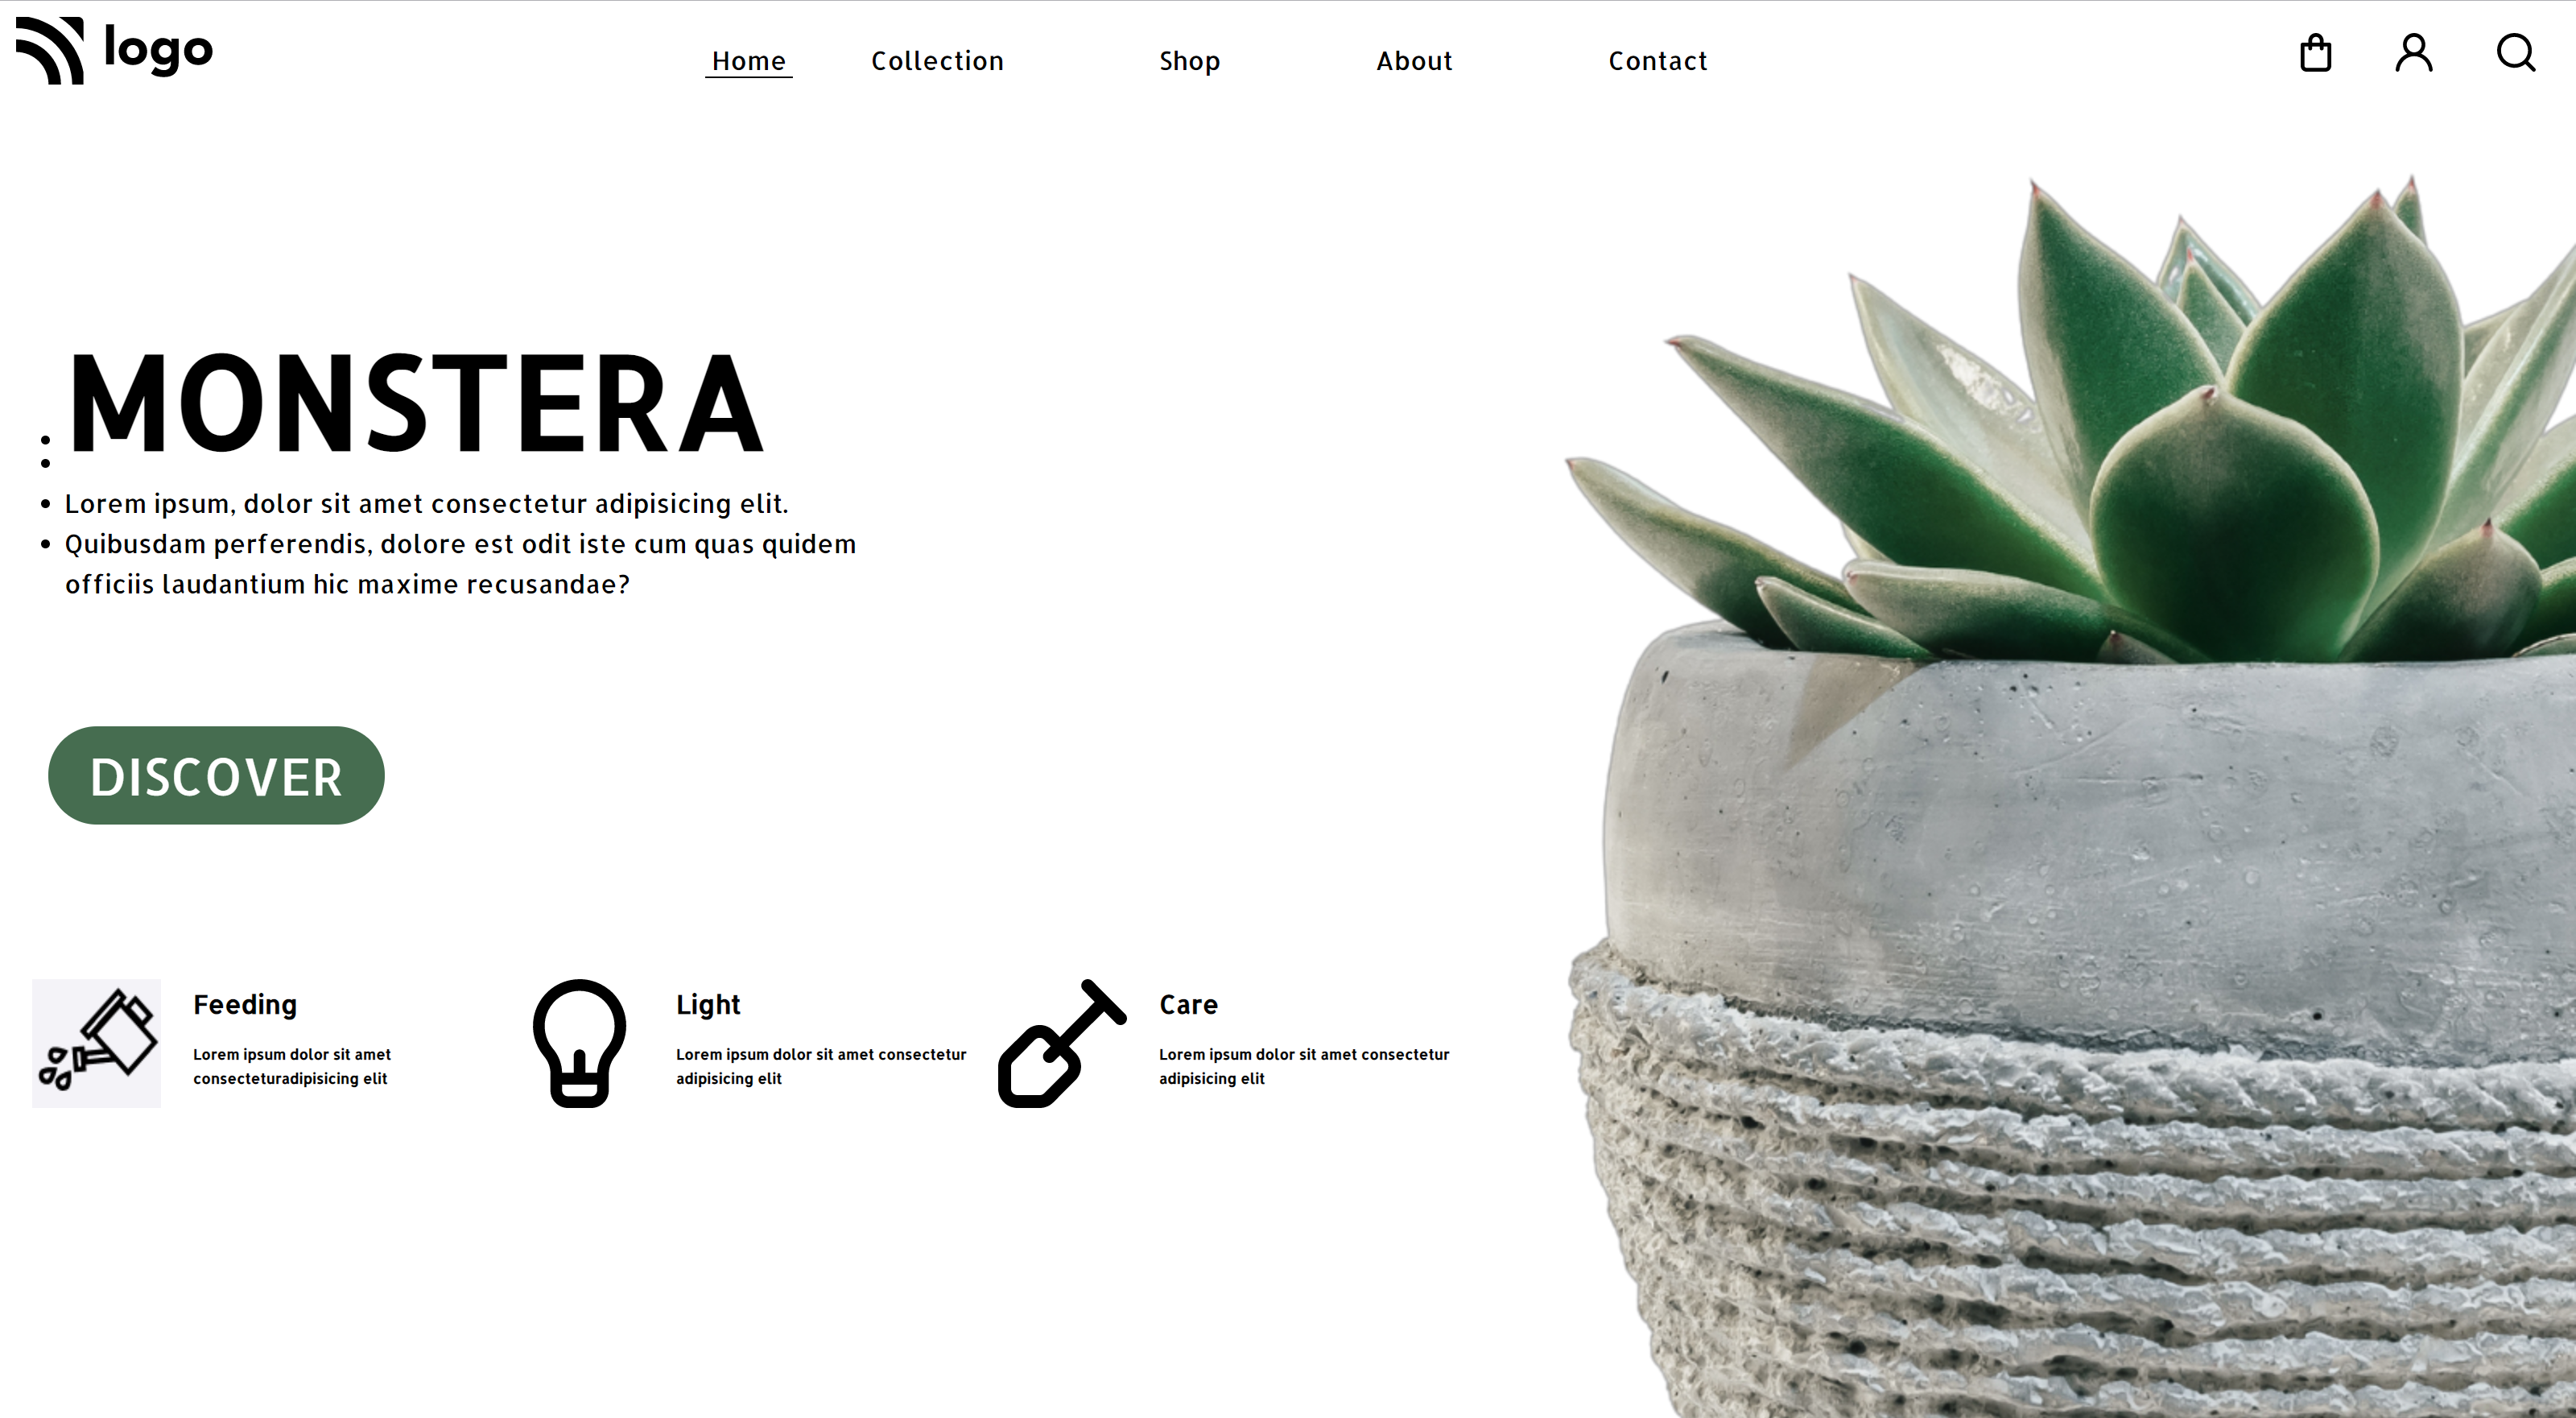 logo
Home Collection Shop About Contact
MONSTERA
Lorem ipsum, dolor sit amet consectetur adipisicing elit.
Quibusdam perferendis, dolore est odit iste cum quas quidem
officiis laudantium hic maxime recusandae?
DISCOVER
Feeding
Lorem ipsum dolor sit amet
consecteturadipisicing elit
Light
Lorem ipsum dolor sit amet consectetur
adipisicing elit
Care
Lorem ipsum dolor sit amet consectetur
adipisicing elit